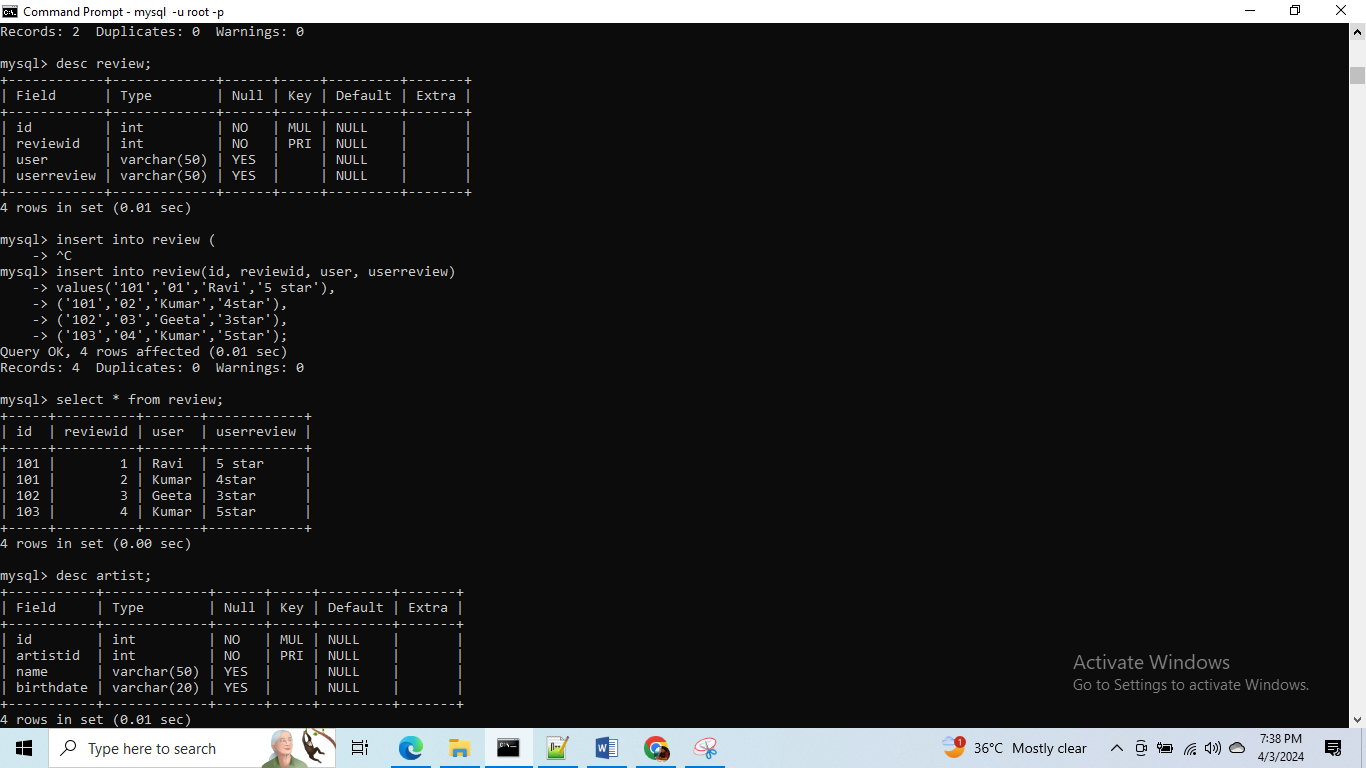 Command Prompt - mysql  -u root -p
Records: 2  Duplicates: 0  Warnings: 0
mysql> desc review;
+------------+-------------+------+-----+---------+-------+
| Field      | Type        | Null | Key | Default | Extra |
+------------+-------------+------+-----+---------+-------+
| id         | int         | NO   | MUL | NULL    |       |
| reviewid   | int         | NO   | PRI | NULL    |       |
| user       | varchar(50) | YES  |     | NULL    |       |
| userreview | varchar(50) | YES  |     | NULL    |       |
+------------+-------------+------+-----+---------+-------+
4 rows in set (0.01 sec)
mysql> insert into review (
    -> ^C
mysql> insert into review(id, reviewid, user, userreview)
    -> values('101','01','Ravi','5 star'),
    -> ('101','02','Kumar','4star'),
    -> ('102','03','Geeta','3star'),
    -> ('103','04','Kumar','5star');
Query OK, 4 rows affected (0.01 sec)
Records: 4  Duplicates: 0  Warnings: 0
mysql> select * from review;
+-----+----------+-------+------------+
| id  | reviewid | user  | userreview |
+-----+----------+-------+------------+
| 101 |        1 | Ravi  | 5 star     |
| 101 |        2 | Kumar | 4star      |
| 102 |        3 | Geeta | 3star      |
| 103 |        4 | Kumar | 5star      |
+-----+----------+-------+------------+
4 rows in set (0.00 sec)
mysql> desc artist;
+-----------+-------------+------+-----+---------+-------+
| Field     | Type        | Null | Key | Default | Extra |
+-----------+-------------+------+-----+---------+-------+
| id        | int         | NO   | MUL | NULL    |       |
| artistid  | int         | NO   | PRI | NULL    |       |
| name      | varchar(50) | YES  |     | NULL    |       |
| birthdate | varchar(20) | YES  |     | NULL    |       |
+-----------+-------------+------+-----+---------+-------+
4 rows in set (0.01 sec)
Activate Windows
Go to Settings to activate Windows.
Type here to search
1
36°C  Mostly clear
7:38 PM
4/3/2024